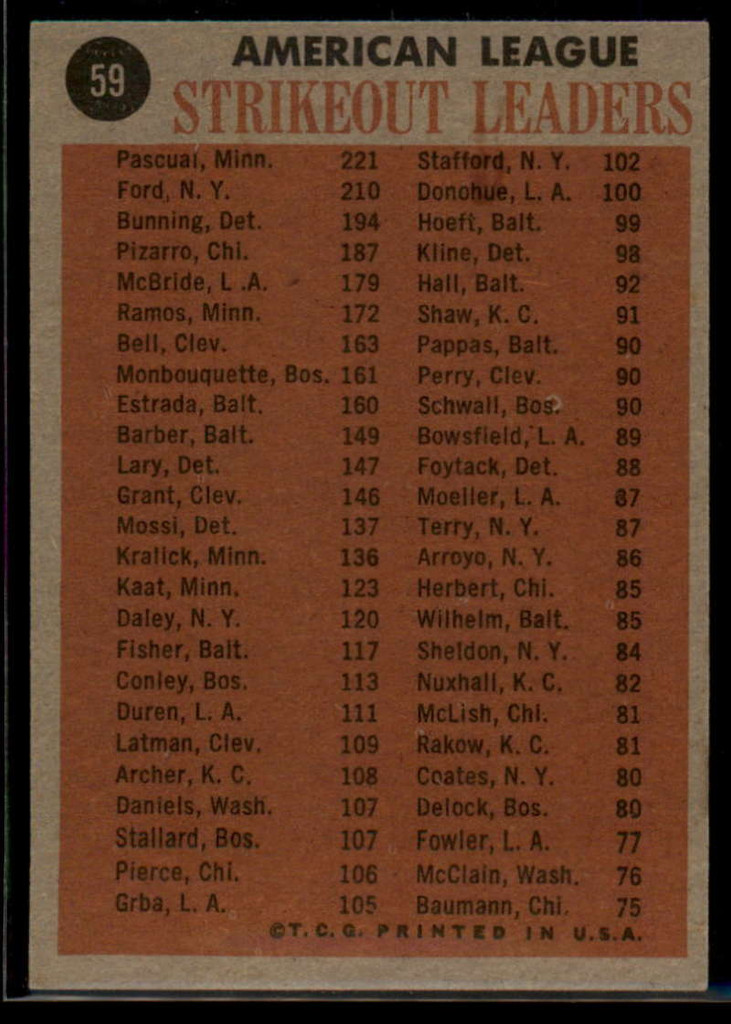 59
AMERICAN LEAGUE
STRIKEOUT LEADERS
Pascual, Minn. 221
Ford, N. Y. 210
Bunning, Det. 194
Pizarro, Chi. 187
McBride, L .A. 179
Ramos, Minn. 172
Bell, Clev. 163
Monbouquette, Bos. 161
Estrada, Balt. 160
Barber, Balt. 149
Lary, Det. 147
Grant, Clev. 146
Mossi, Det. 137
Kralick, Minn. 136
Kaat, Minn. 123
Daley, N. Y. 120
Fisher, Balt. 117
Conley, Bos. 113
Duren, L. A. 111
Latman, Clev. 109
Archer, K. C. 108
Daniels, Wash. 107
Stallard, Bos. 107
Pierce, Chi. 106
Grba, L. A. 105
Stafford, N. Y. 102
Donohue, L. A. 100
Hoeft, Balt. 99
Kline, Det. 98
Hall, Balt. 92
Shaw, K. C. 91
Pappas, Balt. 90
Perry, Clev. 90
Schwall, Bos. 90
Bowsfield, L. A. 89
Foytack, Det. 88
Moeller, L. A. 87
Terry, N. Y. 87
Arroyo, N. Y. 86
Herbert, Chi. 85
Wilhelm, Balt. 85
Sheldon, N. Y. 84
Nuxhall, K. C. 82
McLish, Chi. 81
Rakow, K. C. 81
Coates, N. Y. 80
Delock, Bos. 80
Fowler, L. A. 77
McClain, Wash. 76
Baumann, Chi. 75
©T. C. G. PRINTED IN U.S.A.